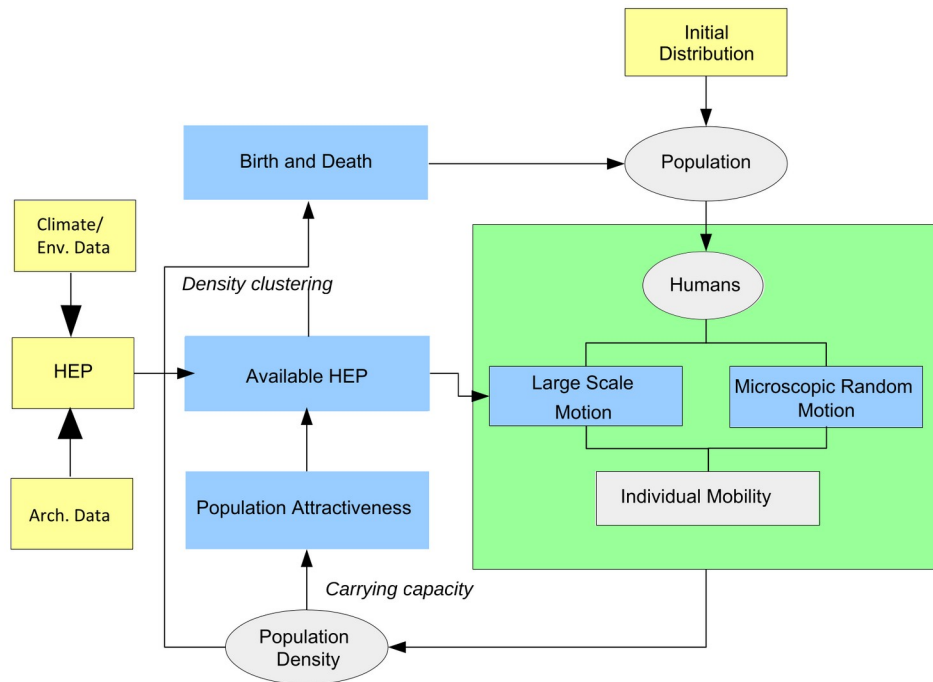 Initial
Distribution
Birth and Death
Population
Climate/
Env. Data
Density clustering
Humans
HEP
Available HEP
Large Scale
Motion
Microscopic Random
Motion
Population Attractiveness
Individual Mobility
Arch. Data
Carrying capacity
Population
Density